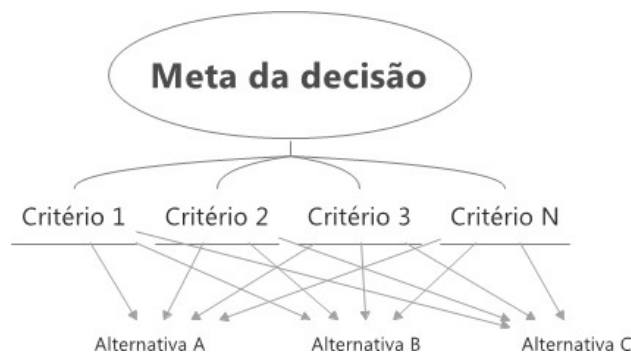 Meta da decisão
Critério 1 Critério 2 Critério 3 Critério N
Alternativa A Alternativa B Alternativa C